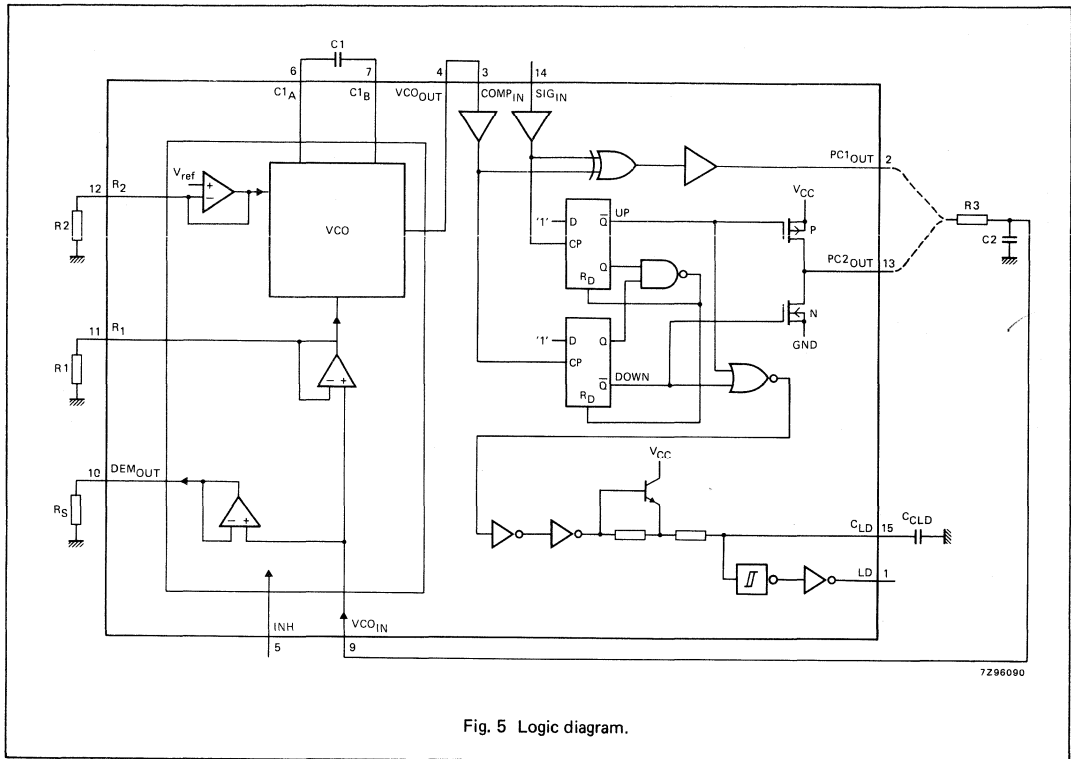 C1
6 7 4 3 14
C1A C1B VCOOUT COMPIN SIGIN
PC1OUT
2
Vref
+
−
12 R2
R2
VCO
VCC
R3
'1' D Q̅ UP
P
C2
CP
PC2OUT
13
Q
RD
N
11 R1
'1' D Q
GND
R1
CP
− +
DOWN
Q̅
RD
VCC
10 DEMOUT
RS
− +
CLD 15 CCLD
LD 1
INH VCOIN
5 9
7Z96090
Fig. 5 Logic diagram.